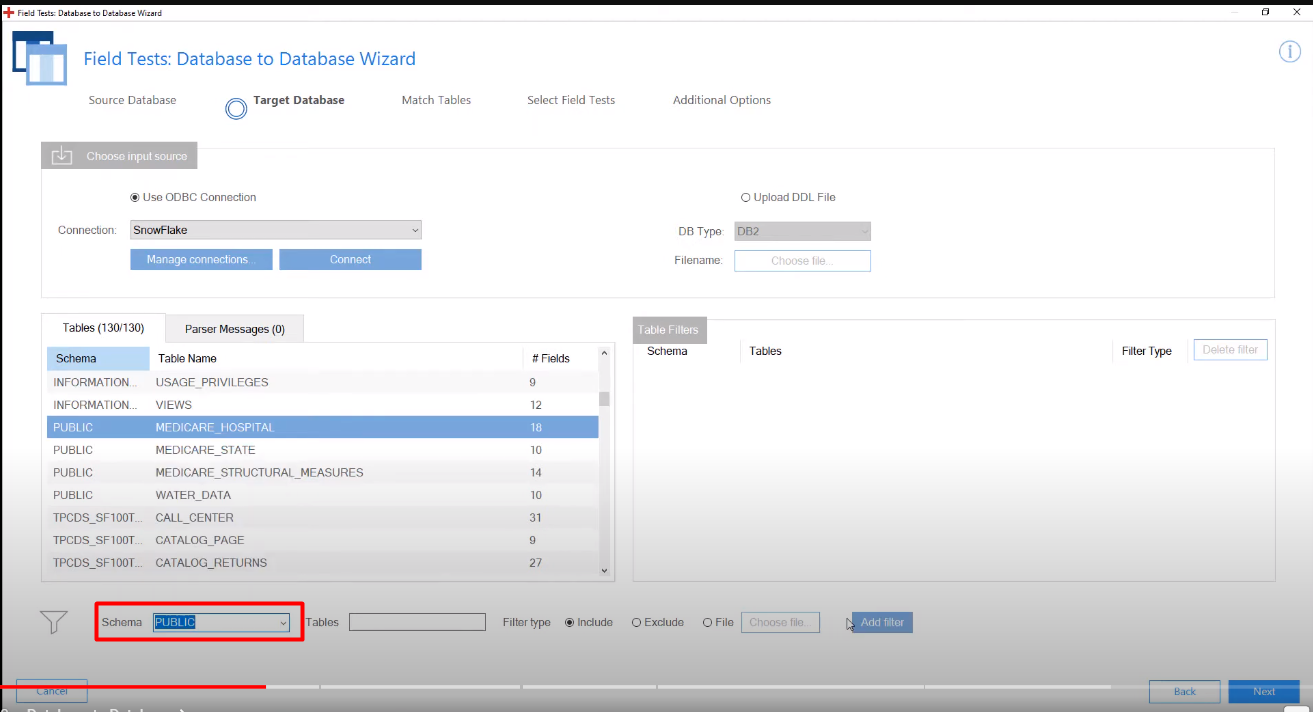 Field Tests: Database to Database Wizard
Field Tests: Database to Database Wizard
Source Database Target Database Match Tables Select Field Tests Additional Options
Choose input source
Use ODBC Connection Upload DDL File
Connection: SnowFlake DB Type: DB2
Manage connections... Connect Filename: Choose file...
Tables (130/130) Parser Messages (0) Table Filters
Schema Table Name # Fields Schema Tables Filter Type Delete filter
INFORMATION... USAGE_PRIVILEGES 9
INFORMATION... VIEWS 12
PUBLIC MEDICARE_HOSPITAL 18
PUBLIC MEDICARE_STATE 10
PUBLIC MEDICARE_STRUCTURAL_MEASURES 14
PUBLIC WATER_DATA 10
TPCDS_SF100T... CALL_CENTER 31
TPCDS_SF100T... CATALOG_PAGE 9
TPCDS_SF100T... CATALOG_RETURNS 27
Schema PUBLIC Tables Filter type Include Exclude File Choose file... Add filter
Cancel Back Next